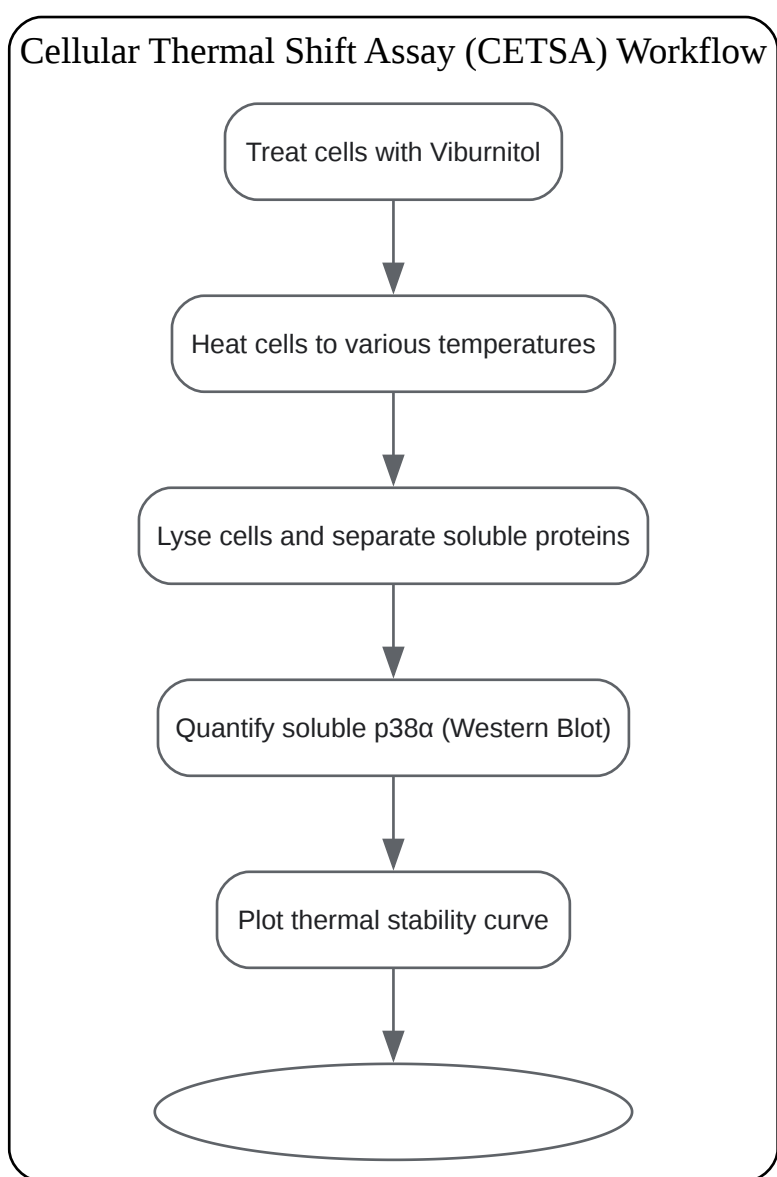 Cellular Thermal Shift Assay (CETSA) Workflow
Treat cells with Viburnitol
Heat cells to various temperatures
Lyse cells and separate soluble proteins
Quantify soluble p38α (Western Blot)
Plot thermal stability curve